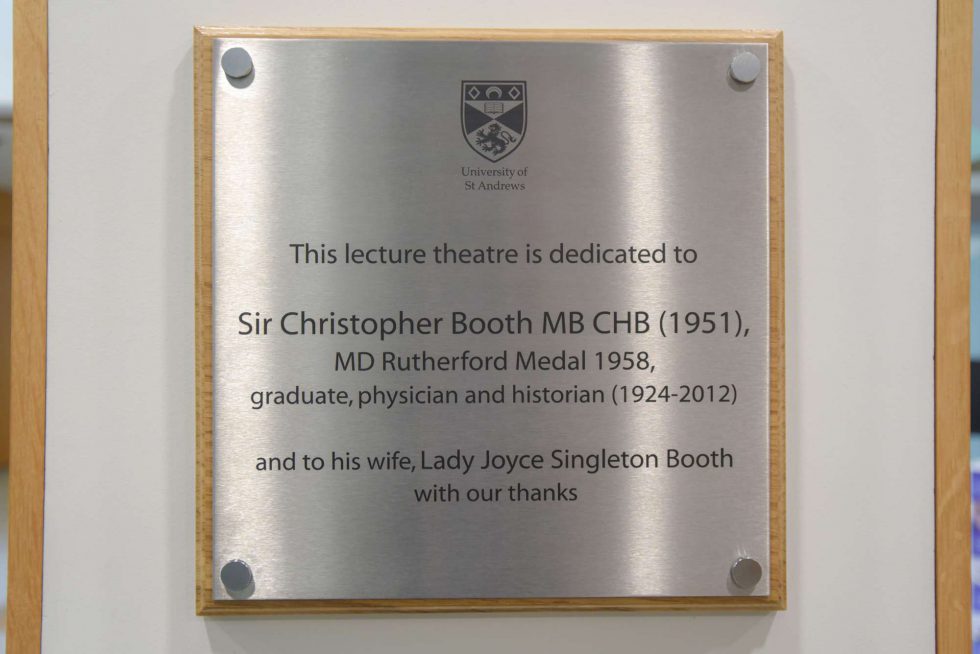 University of
St Andrews
This lecture theatre is dedicated to
Sir Christopher Booth MB CHB (1951),
MD Rutherford Medal 1958,
graduate, physician and historian (1924-2012)
and to his wife, Lady Joyce Singleton Booth
with our thanks